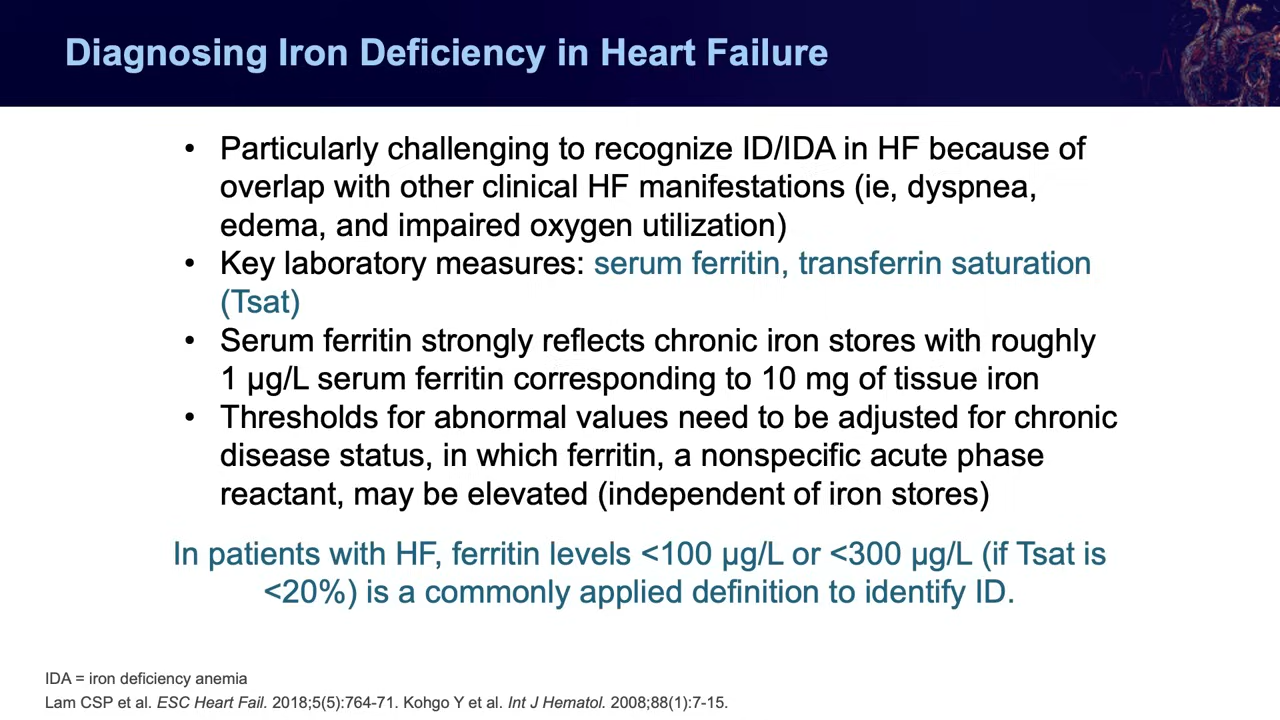 Diagnosing Iron Deficiency in Heart Failure
• Particularly challenging to recognize ID/IDA in HF because of
overlap with other clinical HF manifestations (ie, dyspnea,
edema, and impaired oxygen utilization)
• Key laboratory measures: serum ferritin, transferrin saturation
(Tsat)
• Serum ferritin strongly reflects chronic iron stores with roughly
1 μg/L serum ferritin corresponding to 10 mg of tissue iron
• Thresholds for abnormal values need to be adjusted for chronic
disease status, in which ferritin, a nonspecific acute phase
reactant, may be elevated (independent of iron stores)
In patients with HF, ferritin levels <100 μg/L or <300 μg/L (if Tsat is
<20%) is a commonly applied definition to identify ID.
IDA = iron deficiency anemia
Lam CSP et al. ESC Heart Fail. 2018;5(5):764-71. Kohgo Y et al. Int J Hematol. 2008;88(1):7-15.